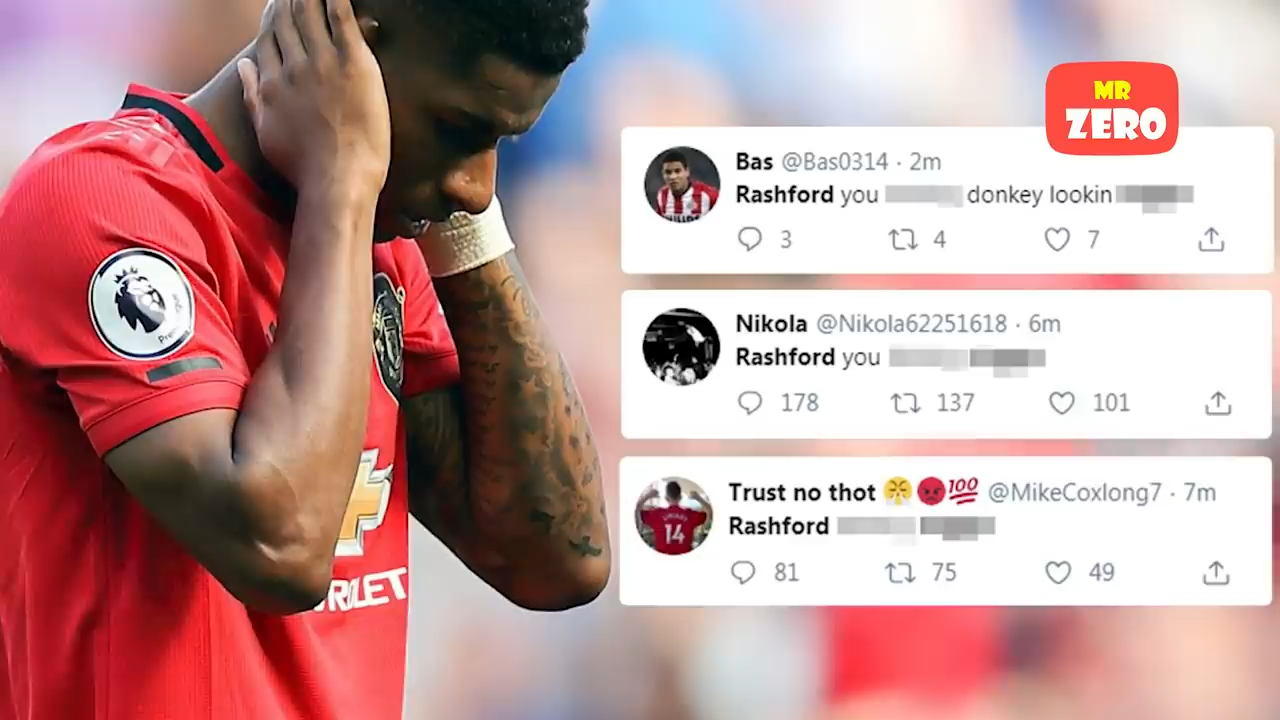 MR
ZERO
Bas @Bas0314 · 2m
Rashford you donkey lookin
3 4 7
Nikola @Nikola62251618 · 6m
Rashford you
178 137 101
Trust no thot 😤😡💯 @MikeCoxlong7 · 7m
Rashford
14
81 75 49